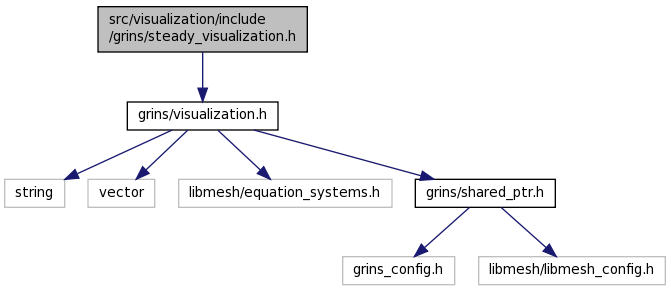 src/visualization/include
/grins/steady_visualization.h
grins/visualization.h
string
vector
libmesh/equation_systems.h
grins/shared_ptr.h
grins_config.h
libmesh/libmesh_config.h